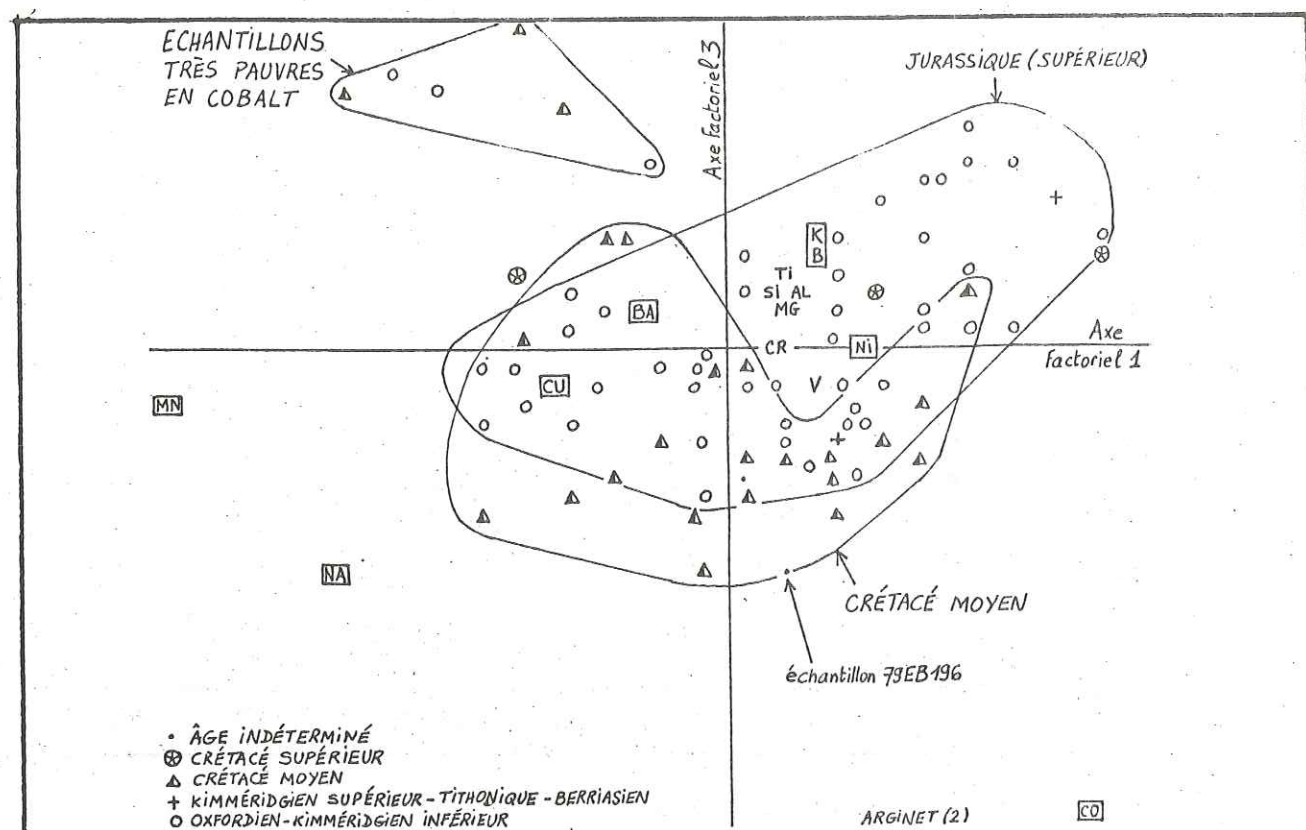 ECHANTILLONS
TRÈS PAUVRES
EN COBALT
Axe factoriel 3
JURASSIQUE (SUPÉRIEUR)
K
B
Ti
Si AL
MG
BA
CR
Ni
Axe
factoriel 1
CU
V
MN
NA
CRÉTACÉ MOYEN
échantillon 79EB196
• ÂGE iNDÉTERMINÉ
CRÉTACÉ SUPÉRIEUR
CRÉTACÉ MOYEN
+ KiMMÉRiDGiEN SUPÉRIEUR-TiTHONiQUE-BERRiASiEN
O OXFORDiEN-KiMMÉRiDGiEN iNFÉRiEUR
ARGiNET (2)
CO